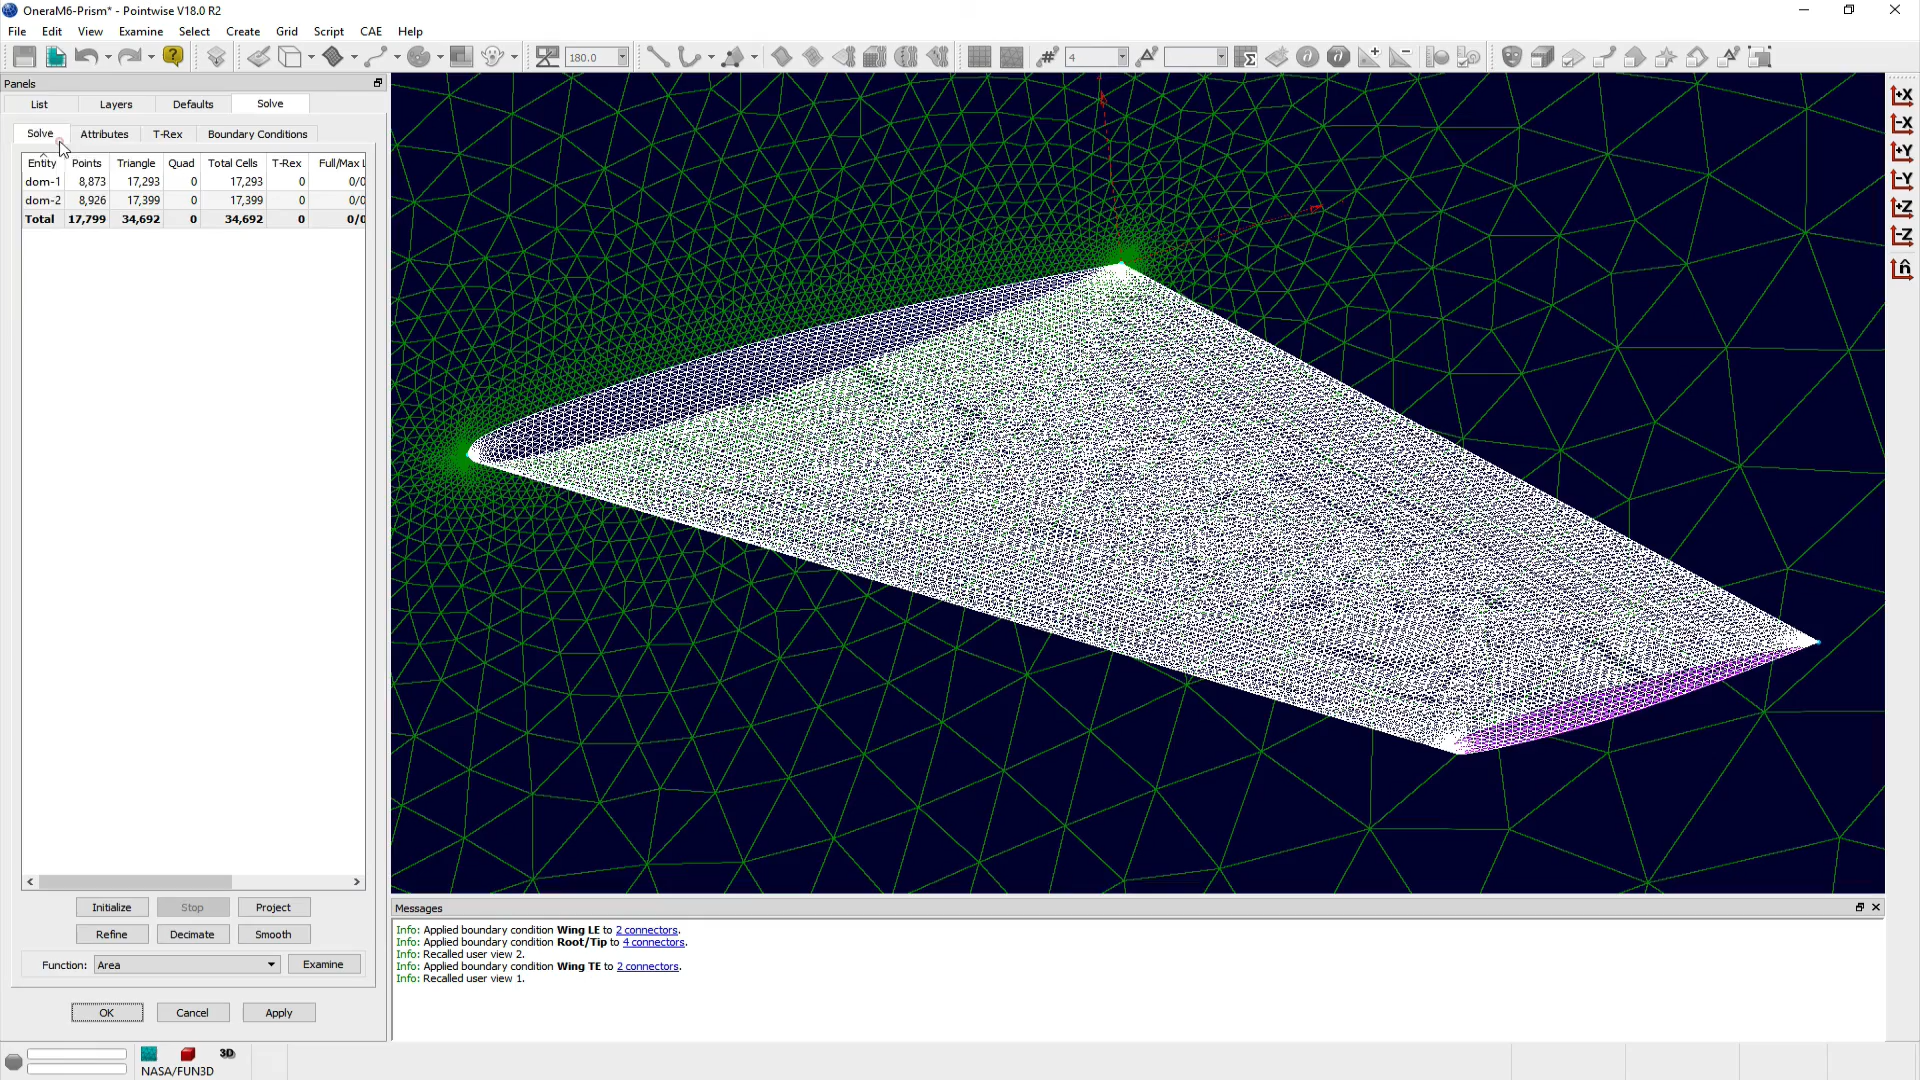 OneraM6-Prism* - Pointwise V18.0 R2
File Edit View Examine Select Create Grid Script CAE Help
180.0 4
Panels
List Layers Defaults Solve
Solve Attributes T-Rex Boundary Conditions
Entity Points Triangle Quad Total Cells T-Rex Full/Max L
dom-1 8,873 17,293 0 17,293 0 0/0
dom-2 8,926 17,399 0 17,399 0 0/0
Total 17,799 34,692 0 34,692 0 0/0
+X
-X
+Y
-Y
+Z
-Z
n̂
Initialize Stop Project
Refine Decimate Smooth
Function: Area Examine
OK Cancel Apply
Messages
Info: Applied boundary condition Wing LE to 2 connectors.
Info: Applied boundary condition Root/Tip to 4 connectors.
Info: Recalled user view 2.
Info: Applied boundary condition Wing TE to 2 connectors.
Info: Recalled user view 1.
3D
NASA/FUN3D